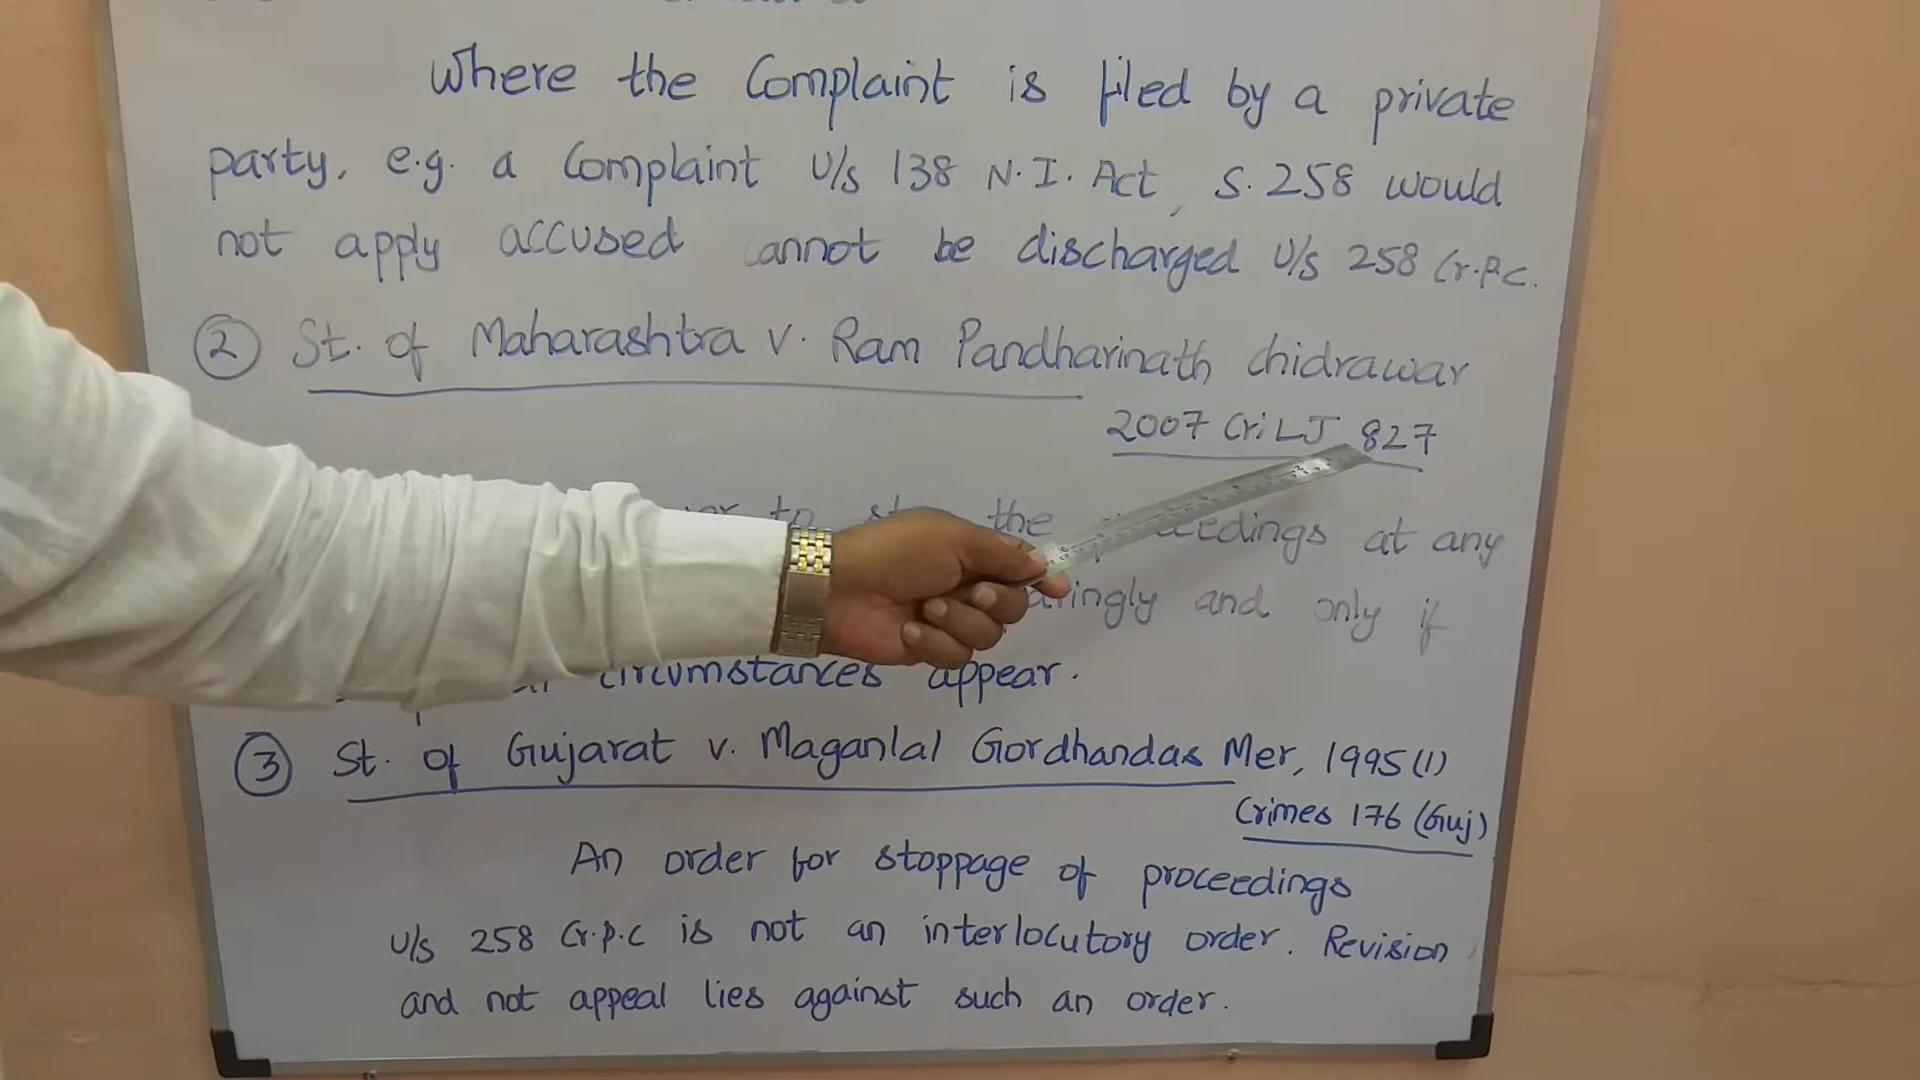 Where the Complaint is filed by a private
party, e.g. a Complaint U/s 138 N.I. Act, S. 258 would
not apply accused cannot be discharged U/s 258 Cr.P.C.
2 St. of Maharashtra v. Ram Pandharinath Chidrawar
2007 Cri LJ 827
the proceedings at any
and only if
circumstances appear.
3 St. of Gujarat v. Maganlal Gordhandas Mer, 1995 (1)
Crimes 176 (Guj)
An order for stoppage of proceedings
U/s 258 Cr.P.C is not an interlocutory order. Revision
and not appeal lies against such an order.